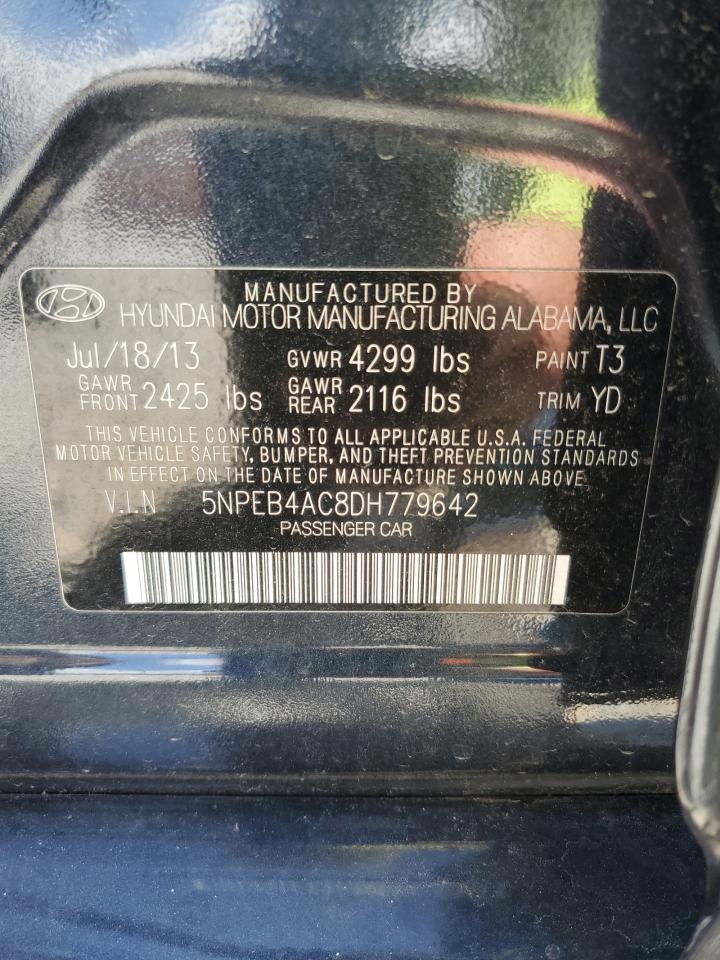 MANUFACTURED BY
HYUNDAI MOTOR MANUFACTURING ALABAMA, LLC
Jul/18/13 GVWR 4299 lbs PAINT T3
GAWR FRONT 2425 lbs GAWR REAR 2116 lbs TRIM YD
THIS VEHICLE CONFORMS TO ALL APPLICABLE U.S.A. FEDERAL
MOTOR VEHICLE SAFETY, BUMPER, AND THEFT PREVENTION STANDARDS
IN EFFECT ON THE DATE OF MANUFACTURE SHOWN ABOVE.
V.I.N 5NPEB4AC8DH779642
PASSENGER CAR